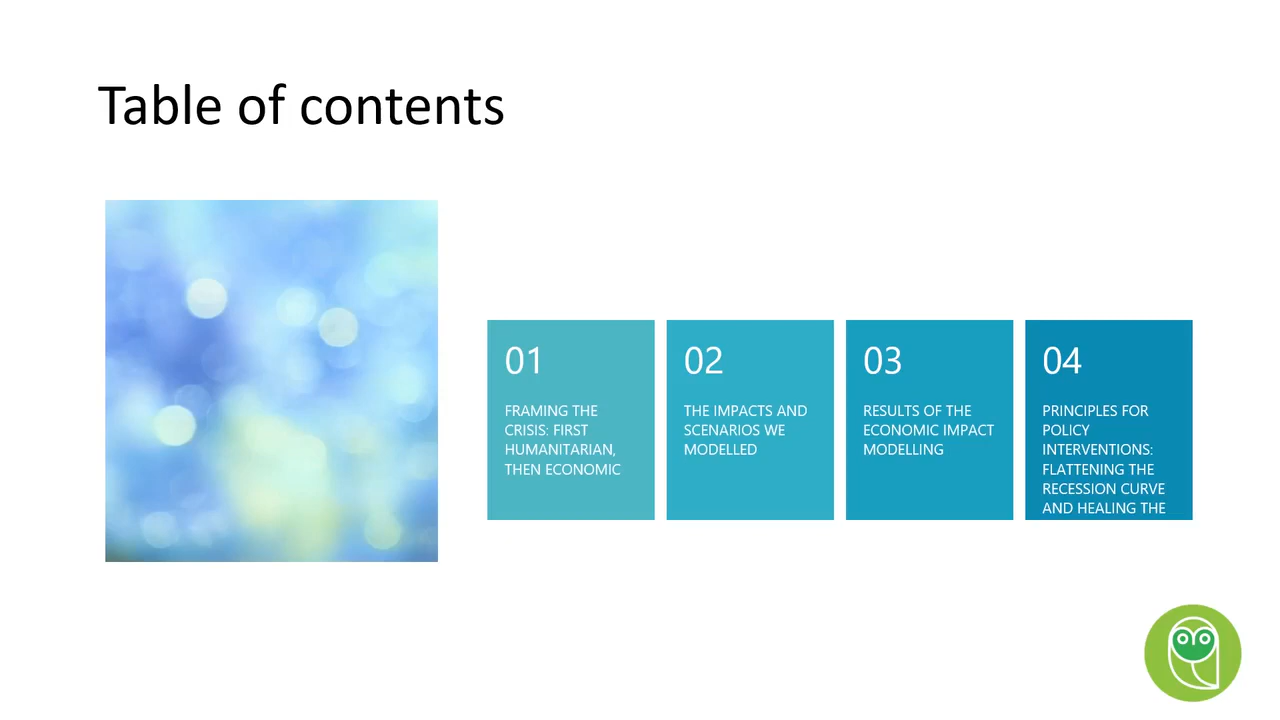 Table of contents
01
FRAMING THE
CRISIS: FIRST
HUMANITARIAN,
THEN ECONOMIC
02
THE IMPACTS AND
SCENARIOS WE
MODELLED
03
RESULTS OF THE
ECONOMIC IMPACT
MODELLING
04
PRINCIPLES FOR
POLICY
INTERVENTIONS:
FLATTENING THE
RECESSION CURVE
AND HEALING THE